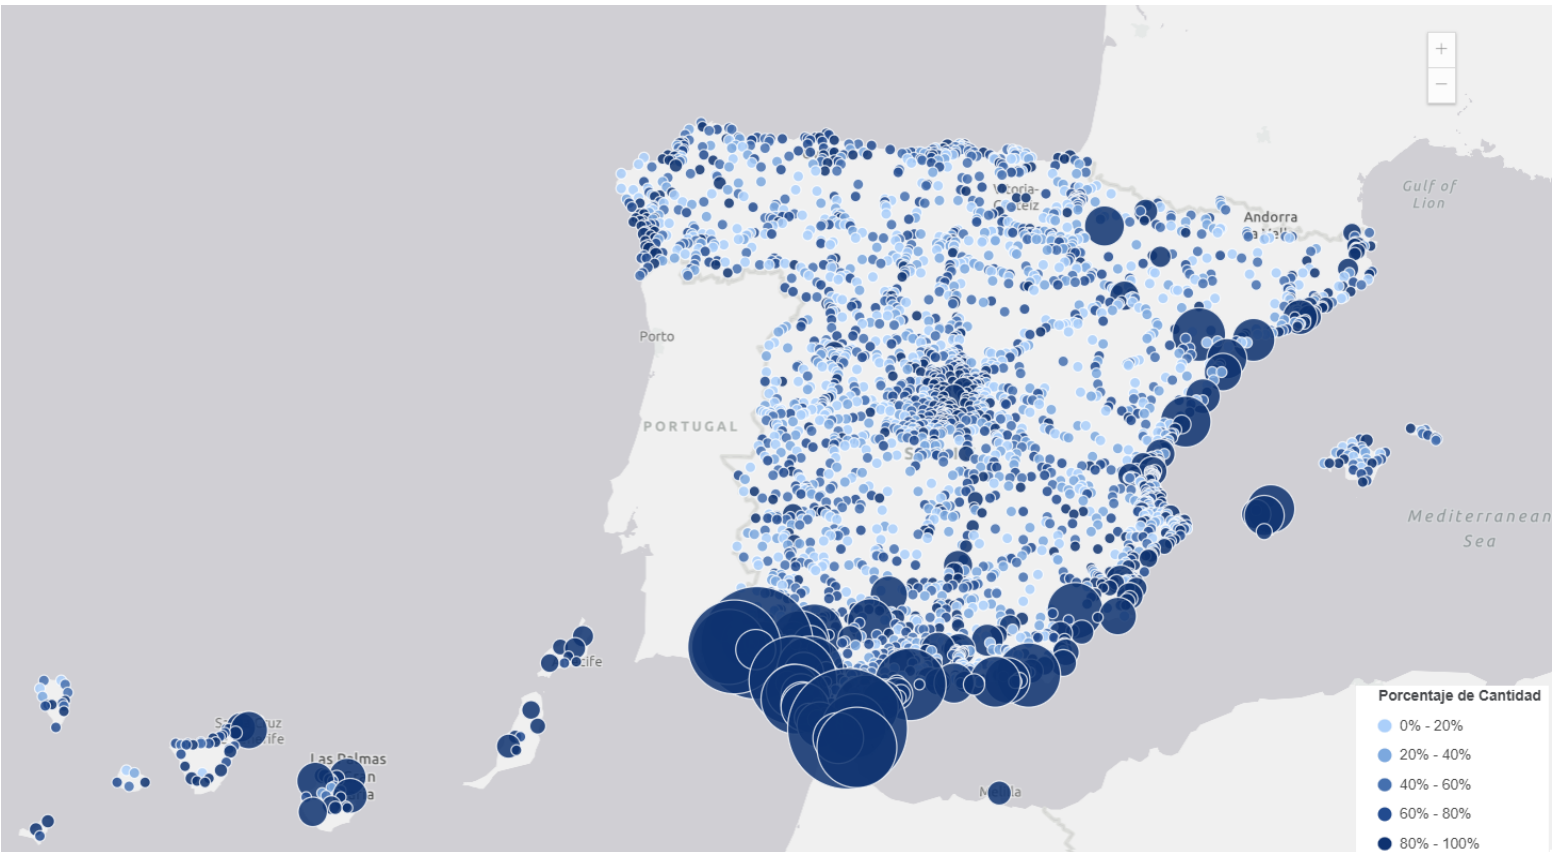 +
−
Gulf of
Lion
Andorra
Porto
PORTUGAL
Mediterranean
Sea
Las Palmas
Melilla
Porcentaje de Cantidad
0% - 20%
20% - 40%
40% - 60%
60% - 80%
80% - 100%